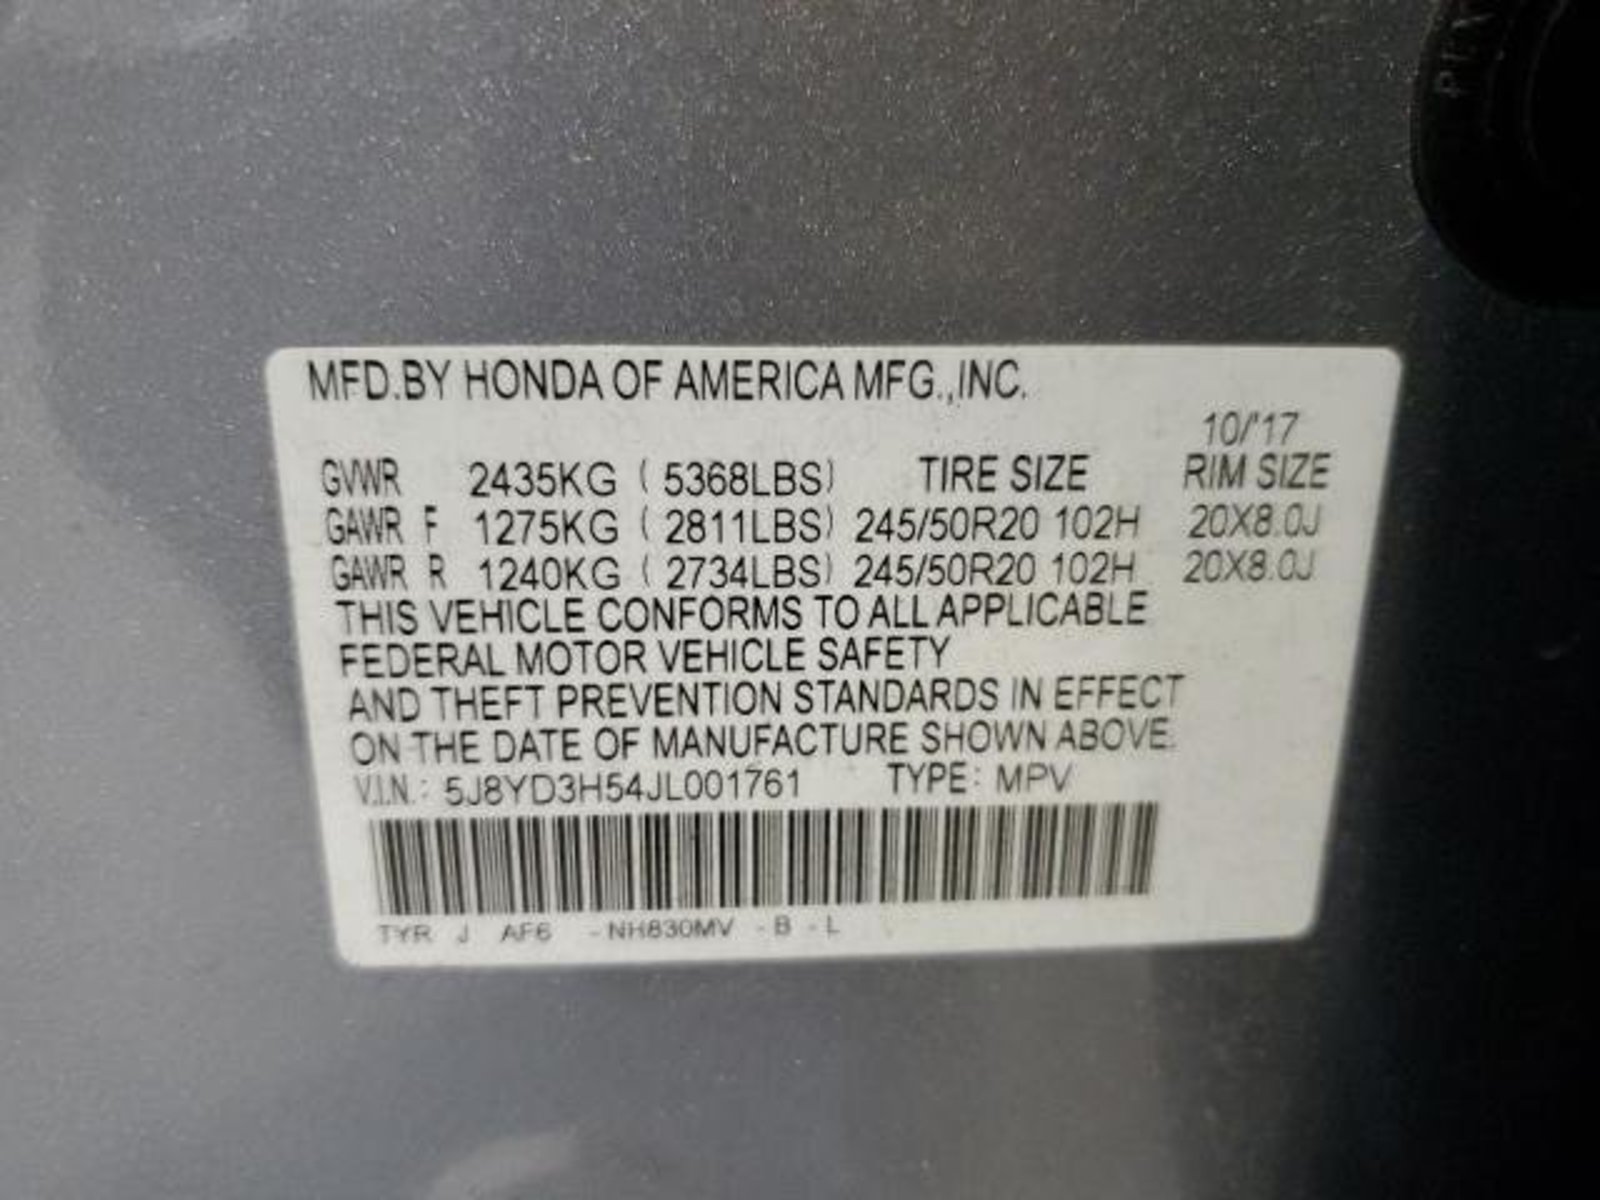 MFD.BY HONDA OF AMERICA MFG.,INC.
10/'17
GVWR 2435KG ( 5368LBS) TIRE SIZE RIM SIZE
GAWR F 1275KG ( 2811LBS) 245/50R20 102H 20X8.0J
GAWR R 1240KG ( 2734LBS) 245/50R20 102H 20X8.0J
THIS VEHICLE CONFORMS TO ALL APPLICABLE
FEDERAL MOTOR VEHICLE SAFETY
AND THEFT PREVENTION STANDARDS IN EFFECT
ON THE DATE OF MANUFACTURE SHOWN ABOVE.
V.I.N.: 5J8YD3H54JL001761 TYPE: MPV
TYR J AF6 -NH830MV -B -L